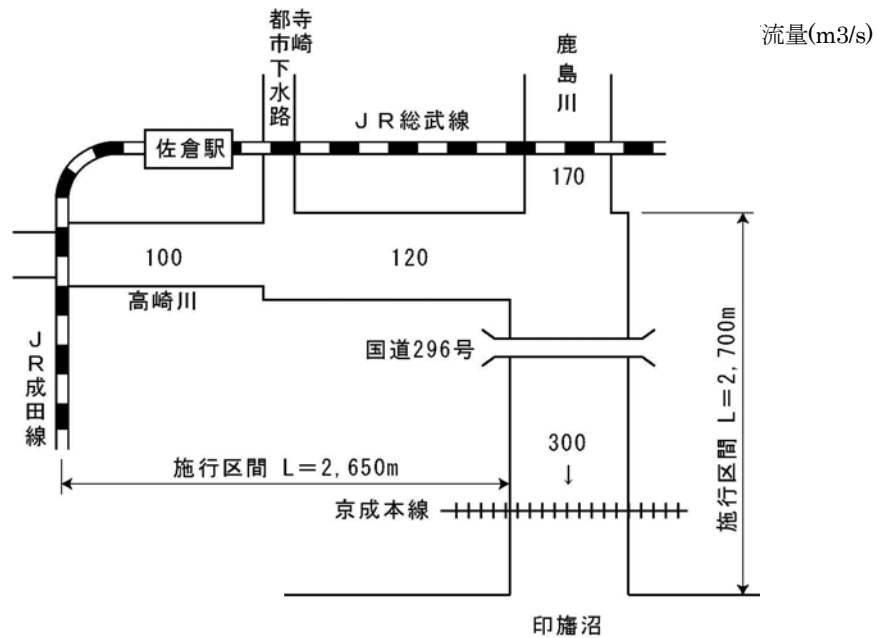 流量(m3/s)
寺崎
都市下水路
鹿島川
JR総武線
佐倉駅
170
100
120
高崎川
JR成田線
国道296号
施行区間 L=2,700m
300
↓
施行区間 L=2,650m
京成本線
印旛沼